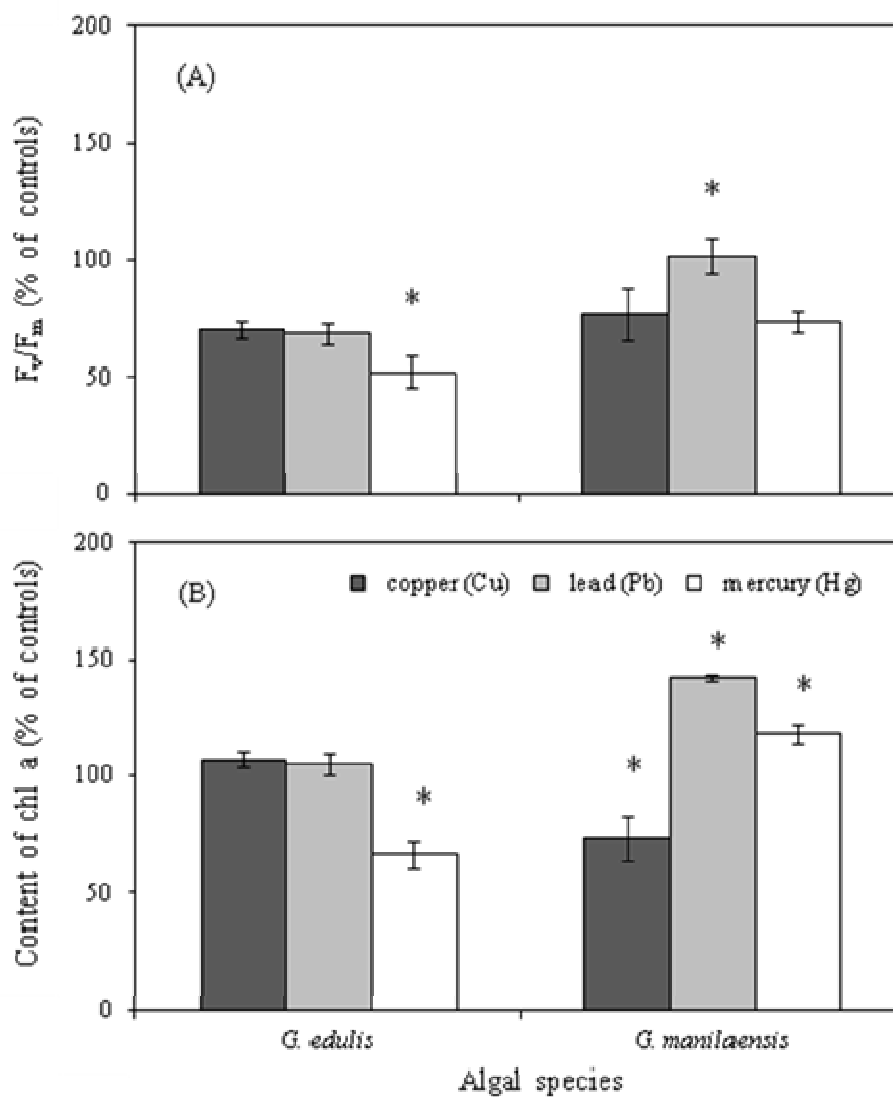 200
(A)
150
*
100
*
50
0
Fv/Fm (% of controls)
200
(B) copper (Cu) lead (Pb) mercury (Hg)
150
*
*
100
*
*
50
0
Content of chl a (% of controls)
G. edulis G. manilaensis
Algal species